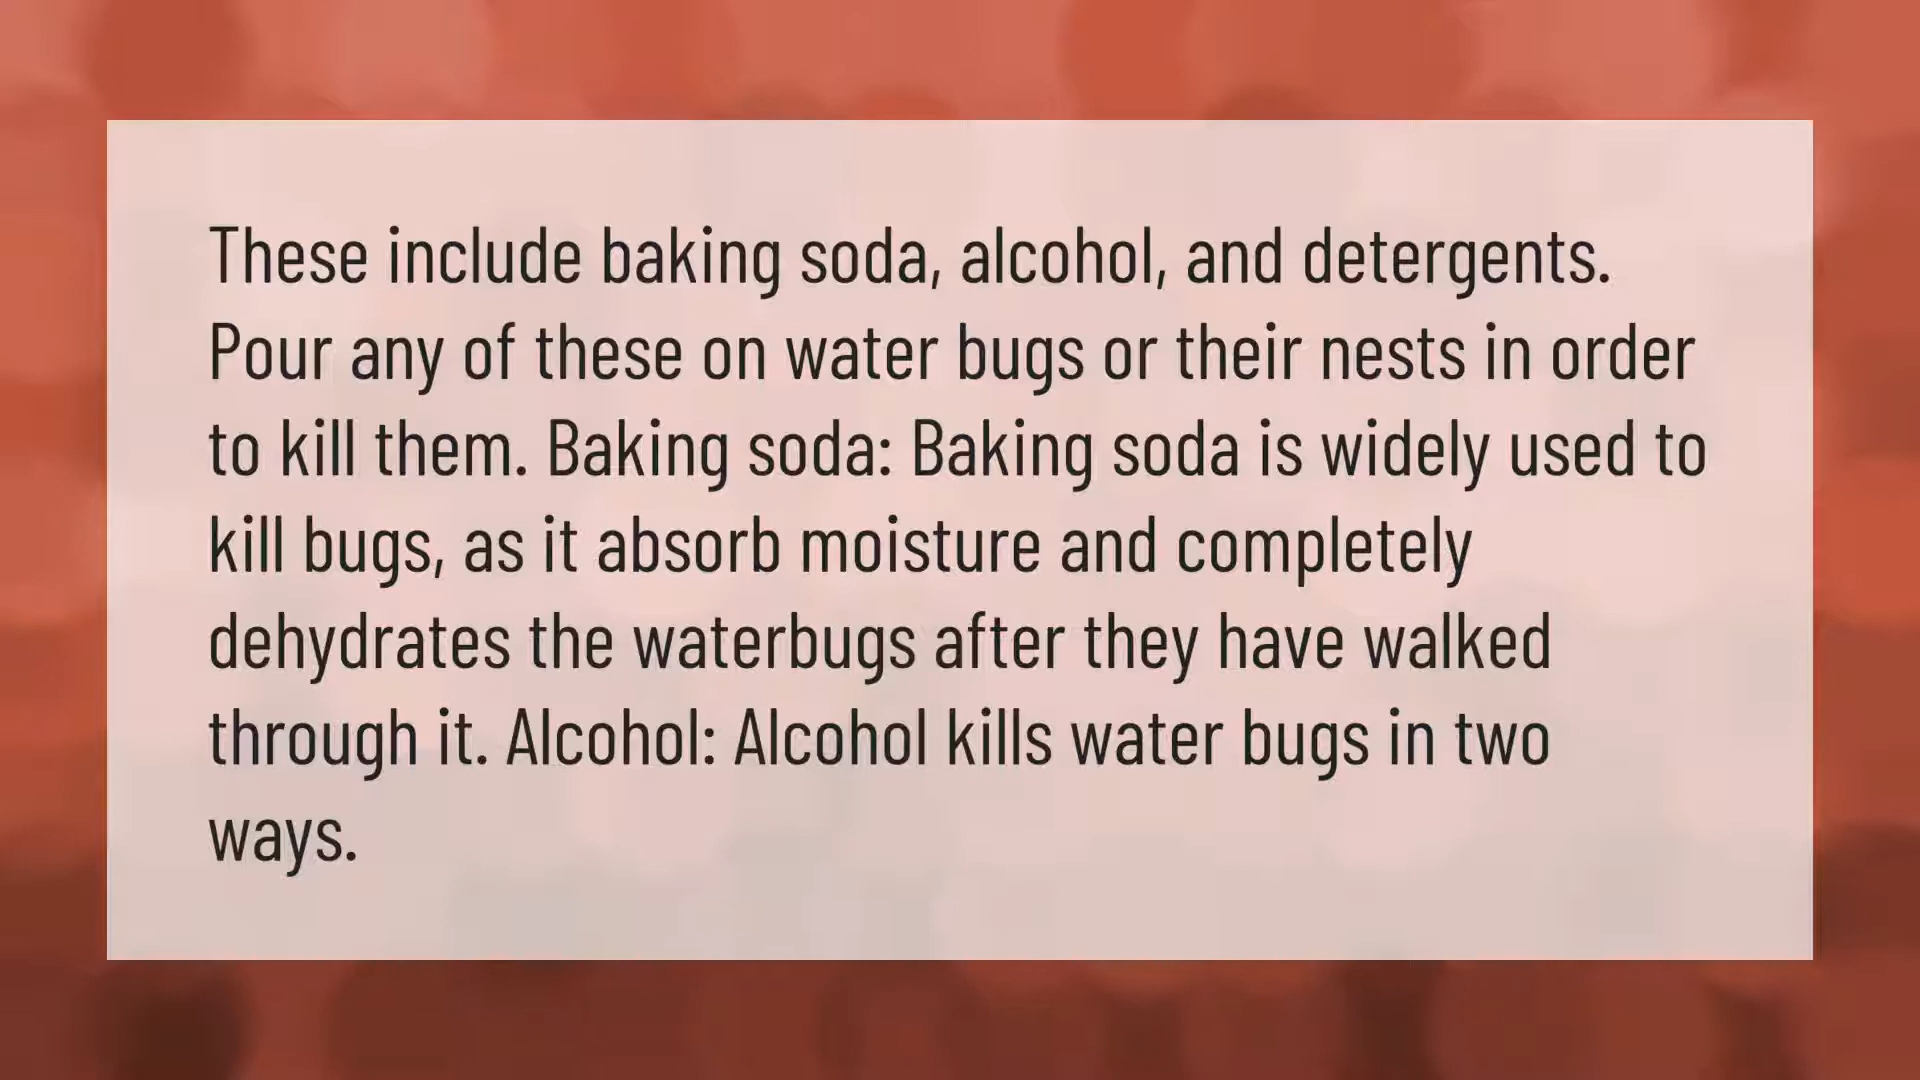 These include baking soda, alcohol, and detergents.
Pour any of these on water bugs or their nests in order
to kill them. Baking soda: Baking soda is widely used to
kill bugs, as it absorb moisture and completely
dehydrates the waterbugs after they have walked
through it. Alcohol: Alcohol kills water bugs in two
ways.